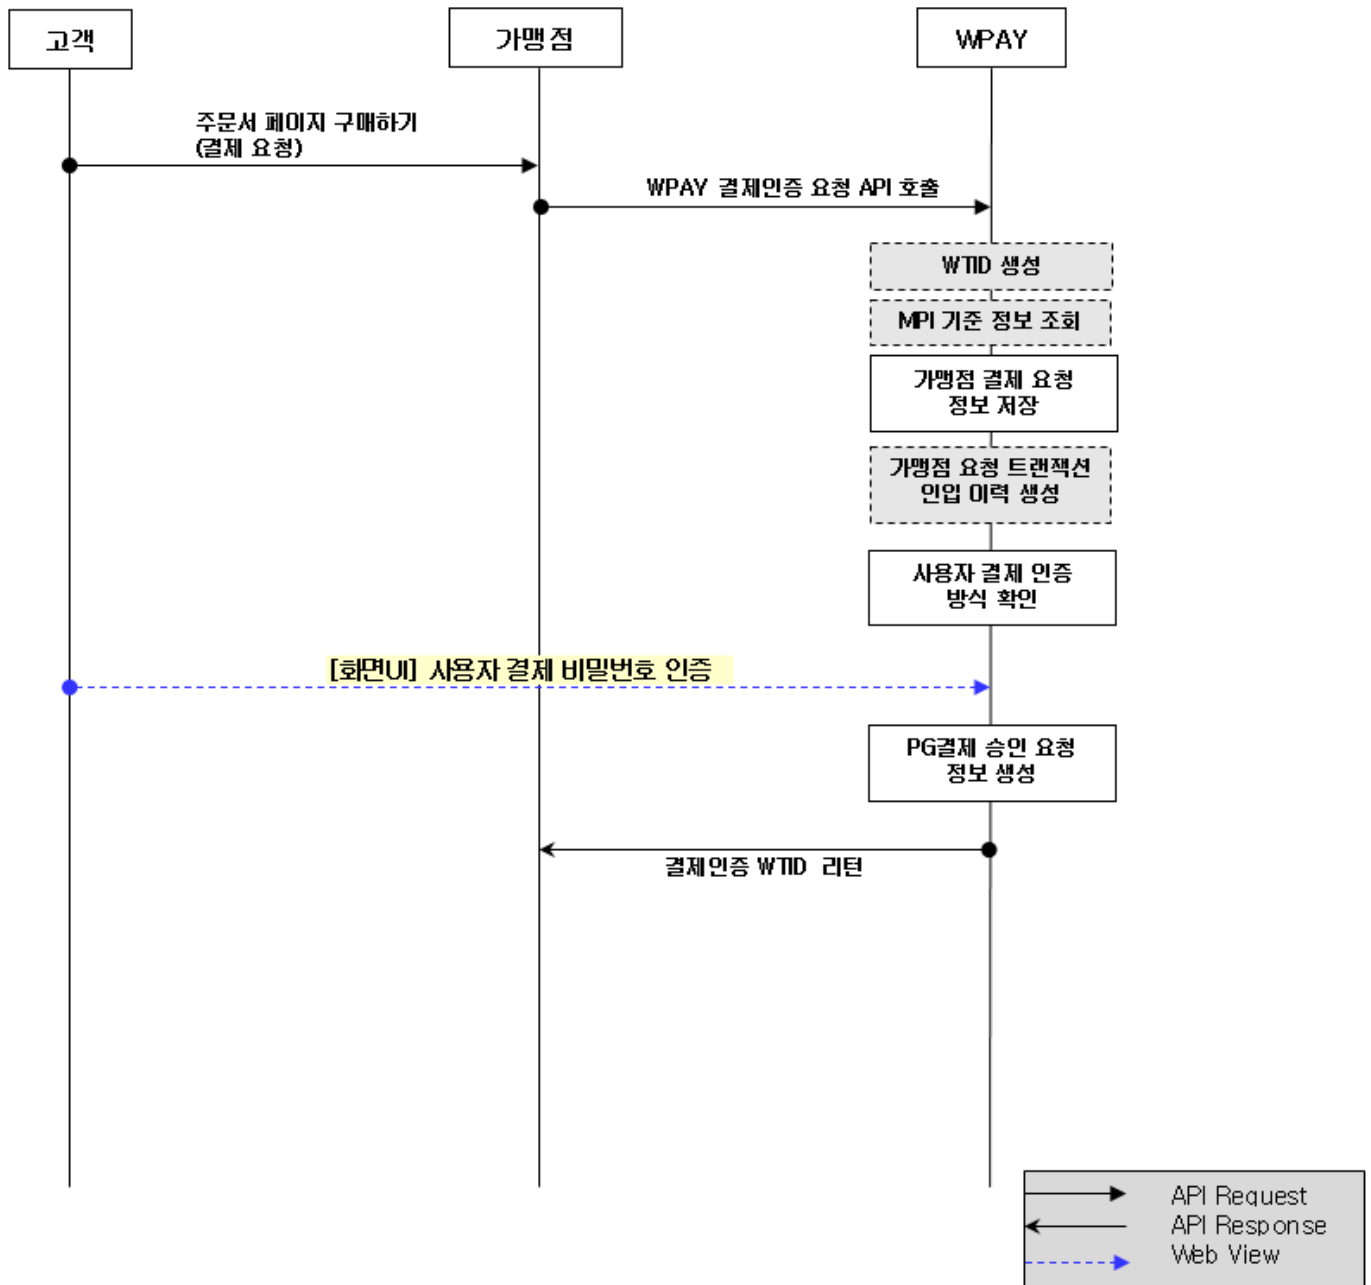 고객
가맹점
WPAY
주문서 페이지 구매하기
(결제 요청)
WPAY 결제인증 요청 API 호출
WTID 생성
MPI 기준 정보 조회
가맹점 결제 요청
정보 저장
가맹점 요청 트랜잭션
인입 이력 생성
사용자 결제 인증
방식 확인
[화면UI] 사용자 결제 비밀번호 인증
PG결제 승인 요청
정보 생성
결제인증 WTID 리턴
API Request
API Response
Web View